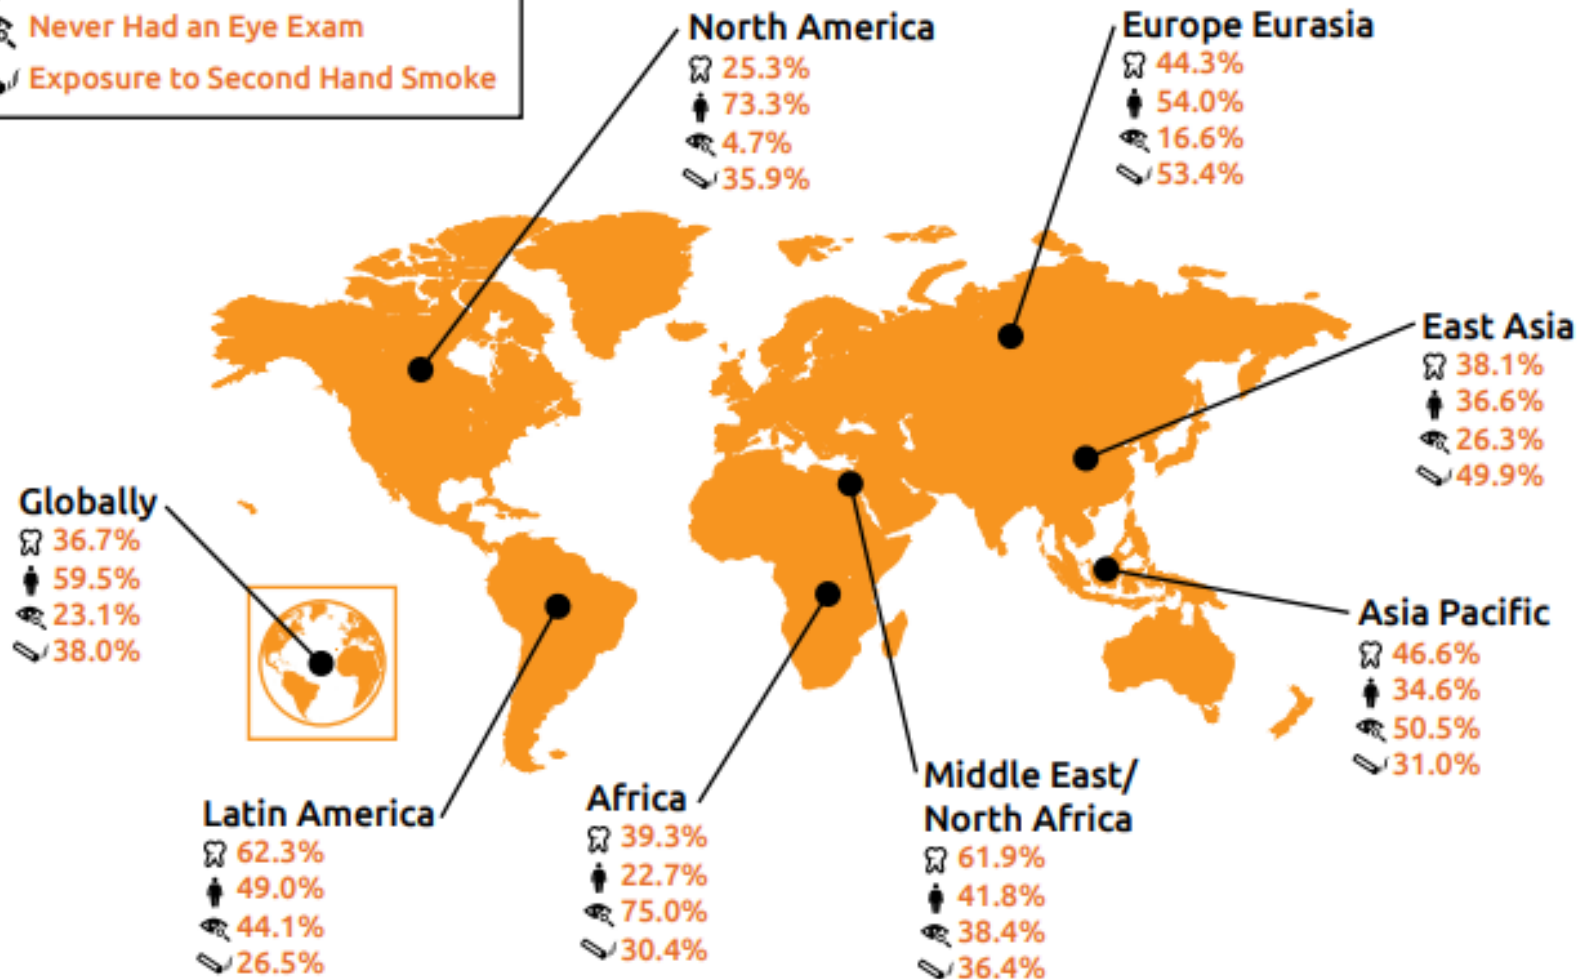 Never Had an Eye Exam
Exposure to Second Hand Smoke
North America
25.3%
73.3%
4.7%
35.9%
Europe Eurasia
44.3%
54.0%
16.6%
53.4%
East Asia
38.1%
36.6%
26.3%
49.9%
Globally
36.7%
59.5%
23.1%
38.0%
Asia Pacific
46.6%
34.6%
50.5%
31.0%
Latin America
62.3%
49.0%
44.1%
26.5%
Africa
39.3%
22.7%
75.0%
30.4%
Middle East/
North Africa
61.9%
41.8%
38.4%
36.4%